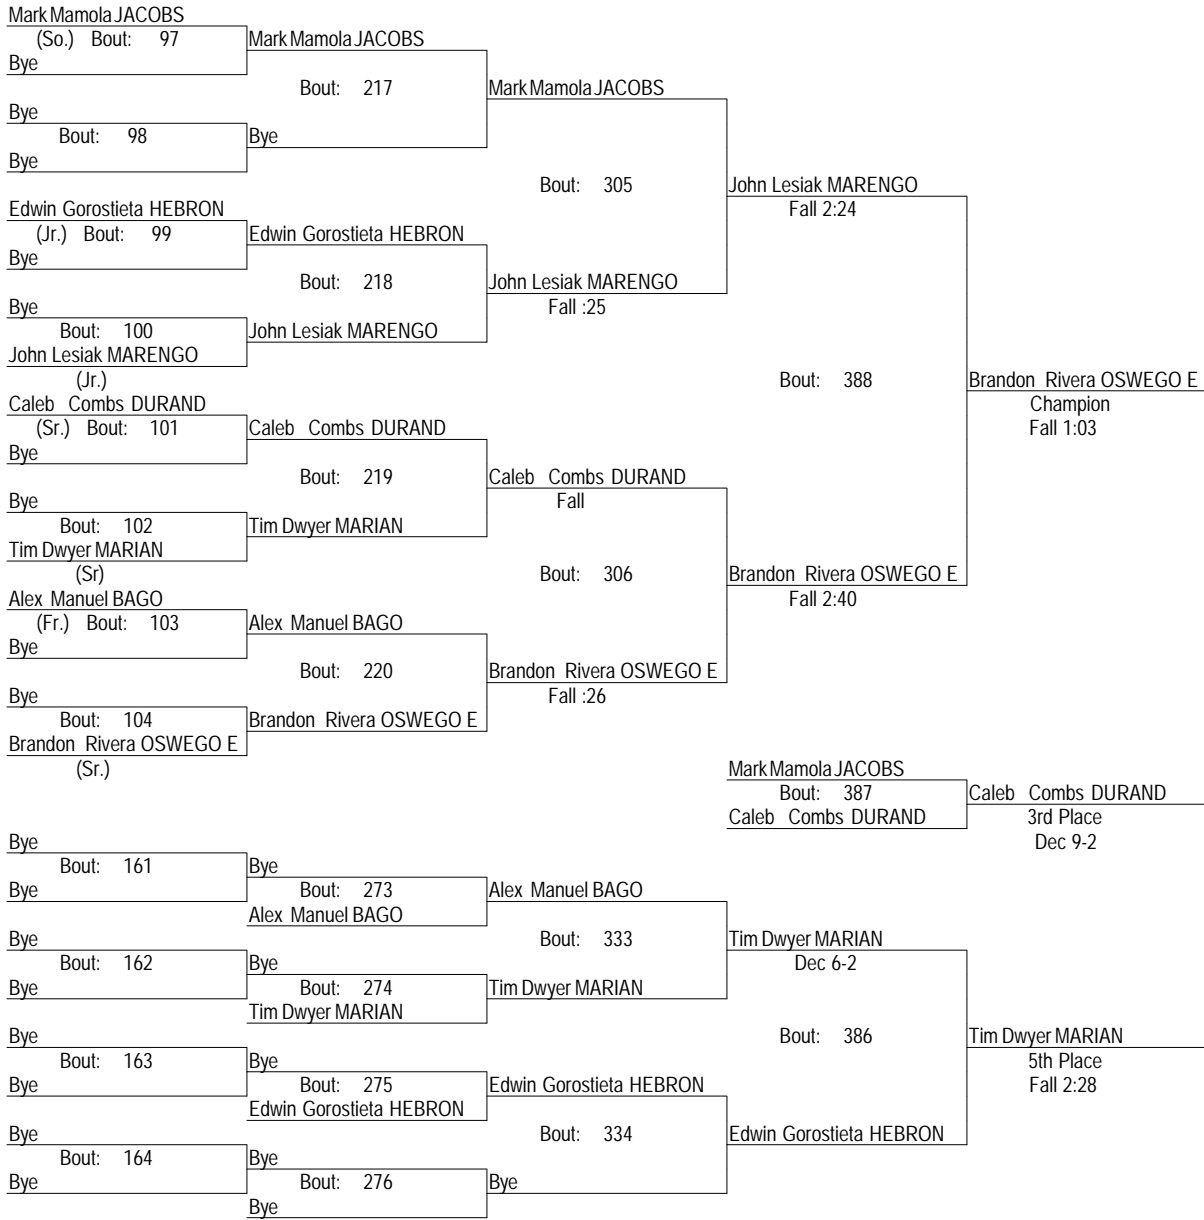 Mark Mamola JACOBS
(So.) Bout: 97 Mark Mamola JACOBS
Bye
Bout: 217 Mark Mamola JACOBS
Bye
Bout: 98 Bye
Bye
Bout: 305 John Lesiak MARENGO
Edwin Gorostieta HEBRON Fall 2:24
(Jr.) Bout: 99 Edwin Gorostieta HEBRON
Bye
Bout: 218 John Lesiak MARENGO
Bye Fall :25
Bout: 100 John Lesiak MARENGO
John Lesiak MARENGO
(Jr.) Bout: 388 Brandon Rivera OSWEGO E
Caleb Combs DURAND Champion
(Sr.) Bout: 101 Caleb Combs DURAND Fall 1:03
Bye
Bout: 219 Caleb Combs DURAND
Bye Fall
Bout: 102 Tim Dwyer MARIAN
Tim Dwyer MARIAN
(Sr) Bout: 306 Brandon Rivera OSWEGO E
Alex Manuel BAGO Fall 2:40
(Fr.) Bout: 103 Alex Manuel BAGO
Bye
Bout: 220 Brandon Rivera OSWEGO E
Bye Fall :26
Bout: 104 Brandon Rivera OSWEGO E
Brandon Rivera OSWEGO E
(Sr.) Mark Mamola JACOBS
Bout: 387 Caleb Combs DURAND
Caleb Combs DURAND 3rd Place
Bye Dec 9-2
Bout: 161 Bye
Bye Bout: 273 Alex Manuel BAGO
Alex Manuel BAGO
Bye Bout: 333 Tim Dwyer MARIAN
Bout: 162 Bye Dec 6-2
Bye Bout: 274 Tim Dwyer MARIAN
Tim Dwyer MARIAN
Bye Bout: 386 Tim Dwyer MARIAN
Bout: 163 Bye 5th Place
Bye Bout: 275 Edwin Gorostieta HEBRON Fall 2:28
Edwin Gorostieta HEBRON
Bye Bout: 334 Edwin Gorostieta HEBRON
Bout: 164 Bye
Bye Bout: 276 Bye
Bye